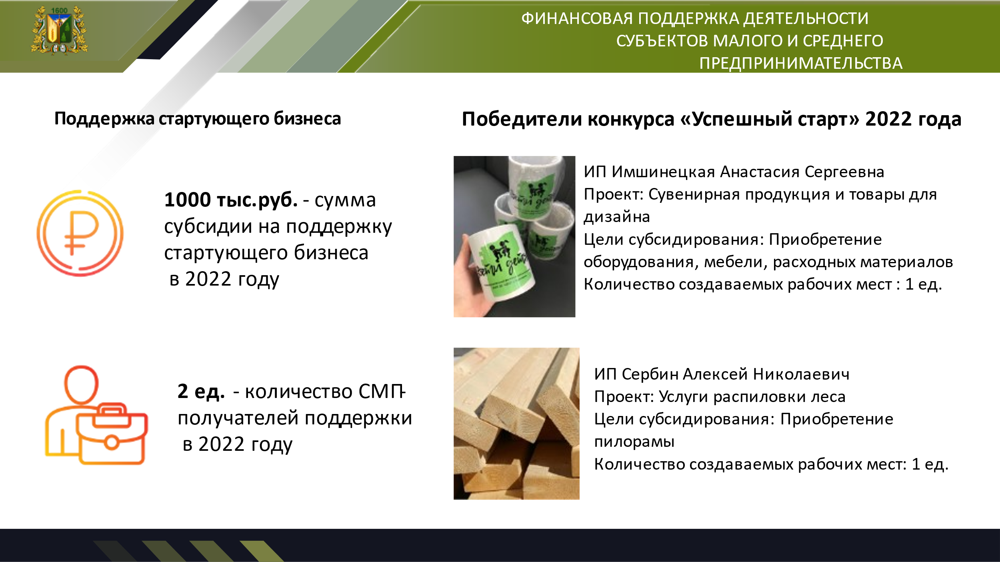 1600
ФИНАНСОВАЯ ПОДДЕРЖКА ДЕЯТЕЛЬНОСТИ
СУБЪЕКТОВ МАЛОГО И СРЕДНЕГО
ПРЕДПРИНИМАТЕЛЬСТВА
Поддержка стартующего бизнеса
1000 тыс.руб. - сумма
субсидии на поддержку
стартующего бизнеса
в 2022 году
2 ед. - количество СМП-
получателей поддержки
в 2022 году
Победители конкурса «Успешный старт» 2022 года
ИП Имшинецкая Анастасия Сергеевна
Проект: Сувенирная продукция и товары для
дизайна
Цели субсидирования: Приобретение
оборудования, мебели, расходных материалов
Количество создаваемых рабочих мест : 1 ед.
ИП Сербин Алексей Николаевич
Проект: Услуги распиловки леса
Цели субсидирования: Приобретение
пилорамы
Количество создаваемых рабочих мест: 1 ед.